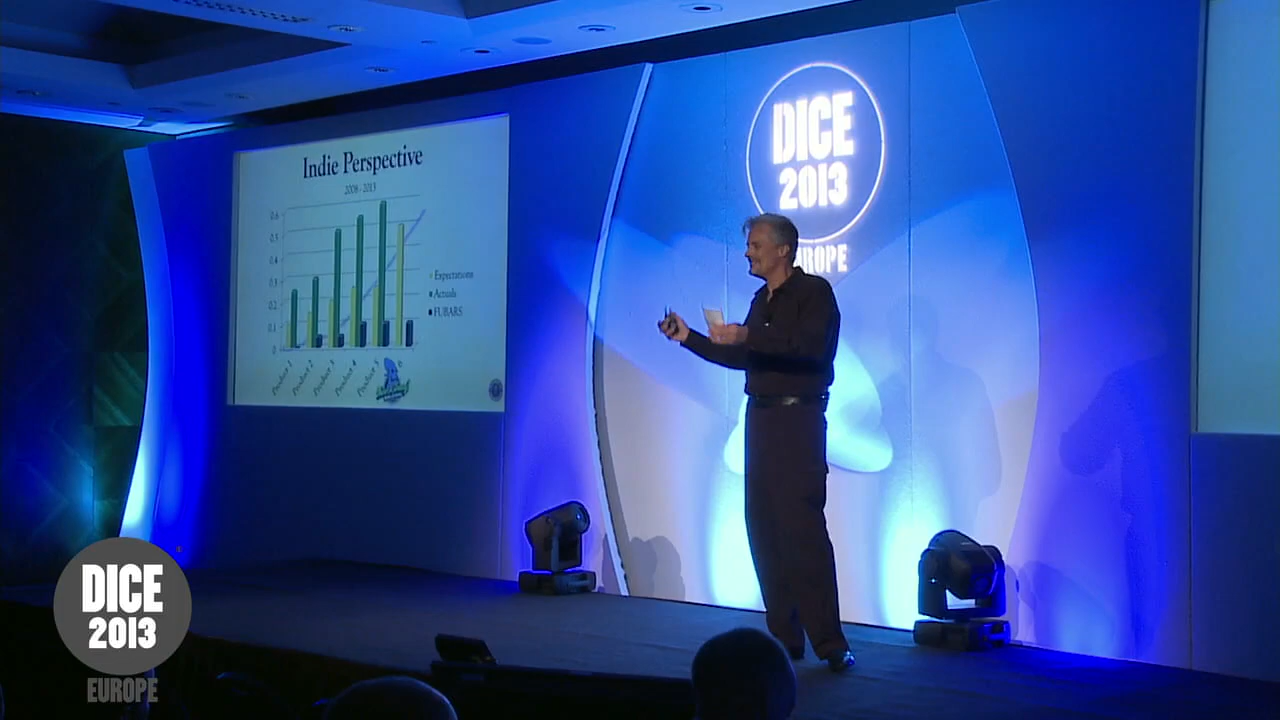 Indie Perspective
2008 - 2013
0.6
0.5
0.4
0.3
0.2
0.1
0
Expectations
Actuals
FUBARS
Product 1
Product 2
Product 3
Product 4
Product 5
DICE
2013
EUROPE
DICE
2013
EUROPE